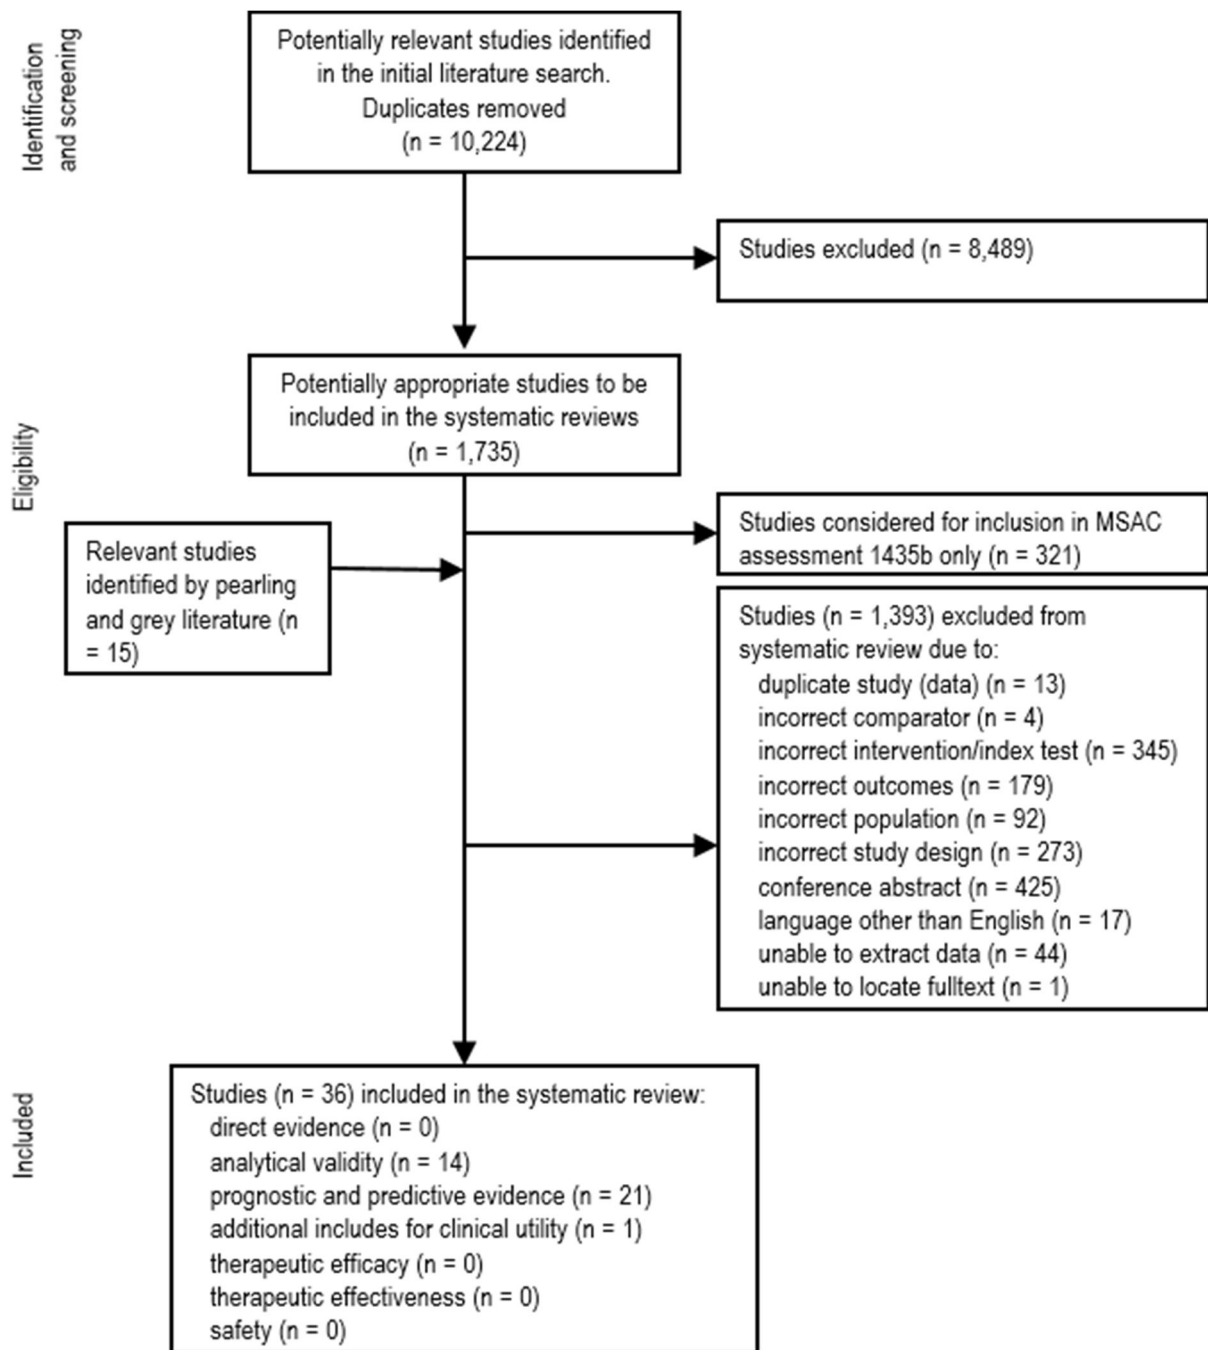 Identification
and screening
Potentially relevant studies identified
in the initial literature search.
Duplicates removed
(n = 10,224)
Studies excluded (n = 8,489)
Eligibility
Potentially appropriate studies to be
included in the systematic reviews
(n = 1,735)
Relevant studies
identified by pearling
and grey literature (n
= 15)
Studies considered for inclusion in MSAC
assessment 1435b only (n = 321)
Studies (n = 1,393) excluded from
systematic review due to:
duplicate study (data) (n = 13)
incorrect comparator (n = 4)
incorrect intervention/index test (n = 345)
incorrect outcomes (n = 179)
incorrect population (n = 92)
incorrect study design (n = 273)
conference abstract (n = 425)
language other than English (n = 17)
unable to extract data (n = 44)
unable to locate fulltext (n = 1)
Included
Studies (n = 36) included in the systematic review:
direct evidence (n = 0)
analytical validity (n = 14)
prognostic and predictive evidence (n = 21)
additional includes for clinical utility (n = 1)
therapeutic efficacy (n = 0)
therapeutic effectiveness (n = 0)
safety (n = 0)